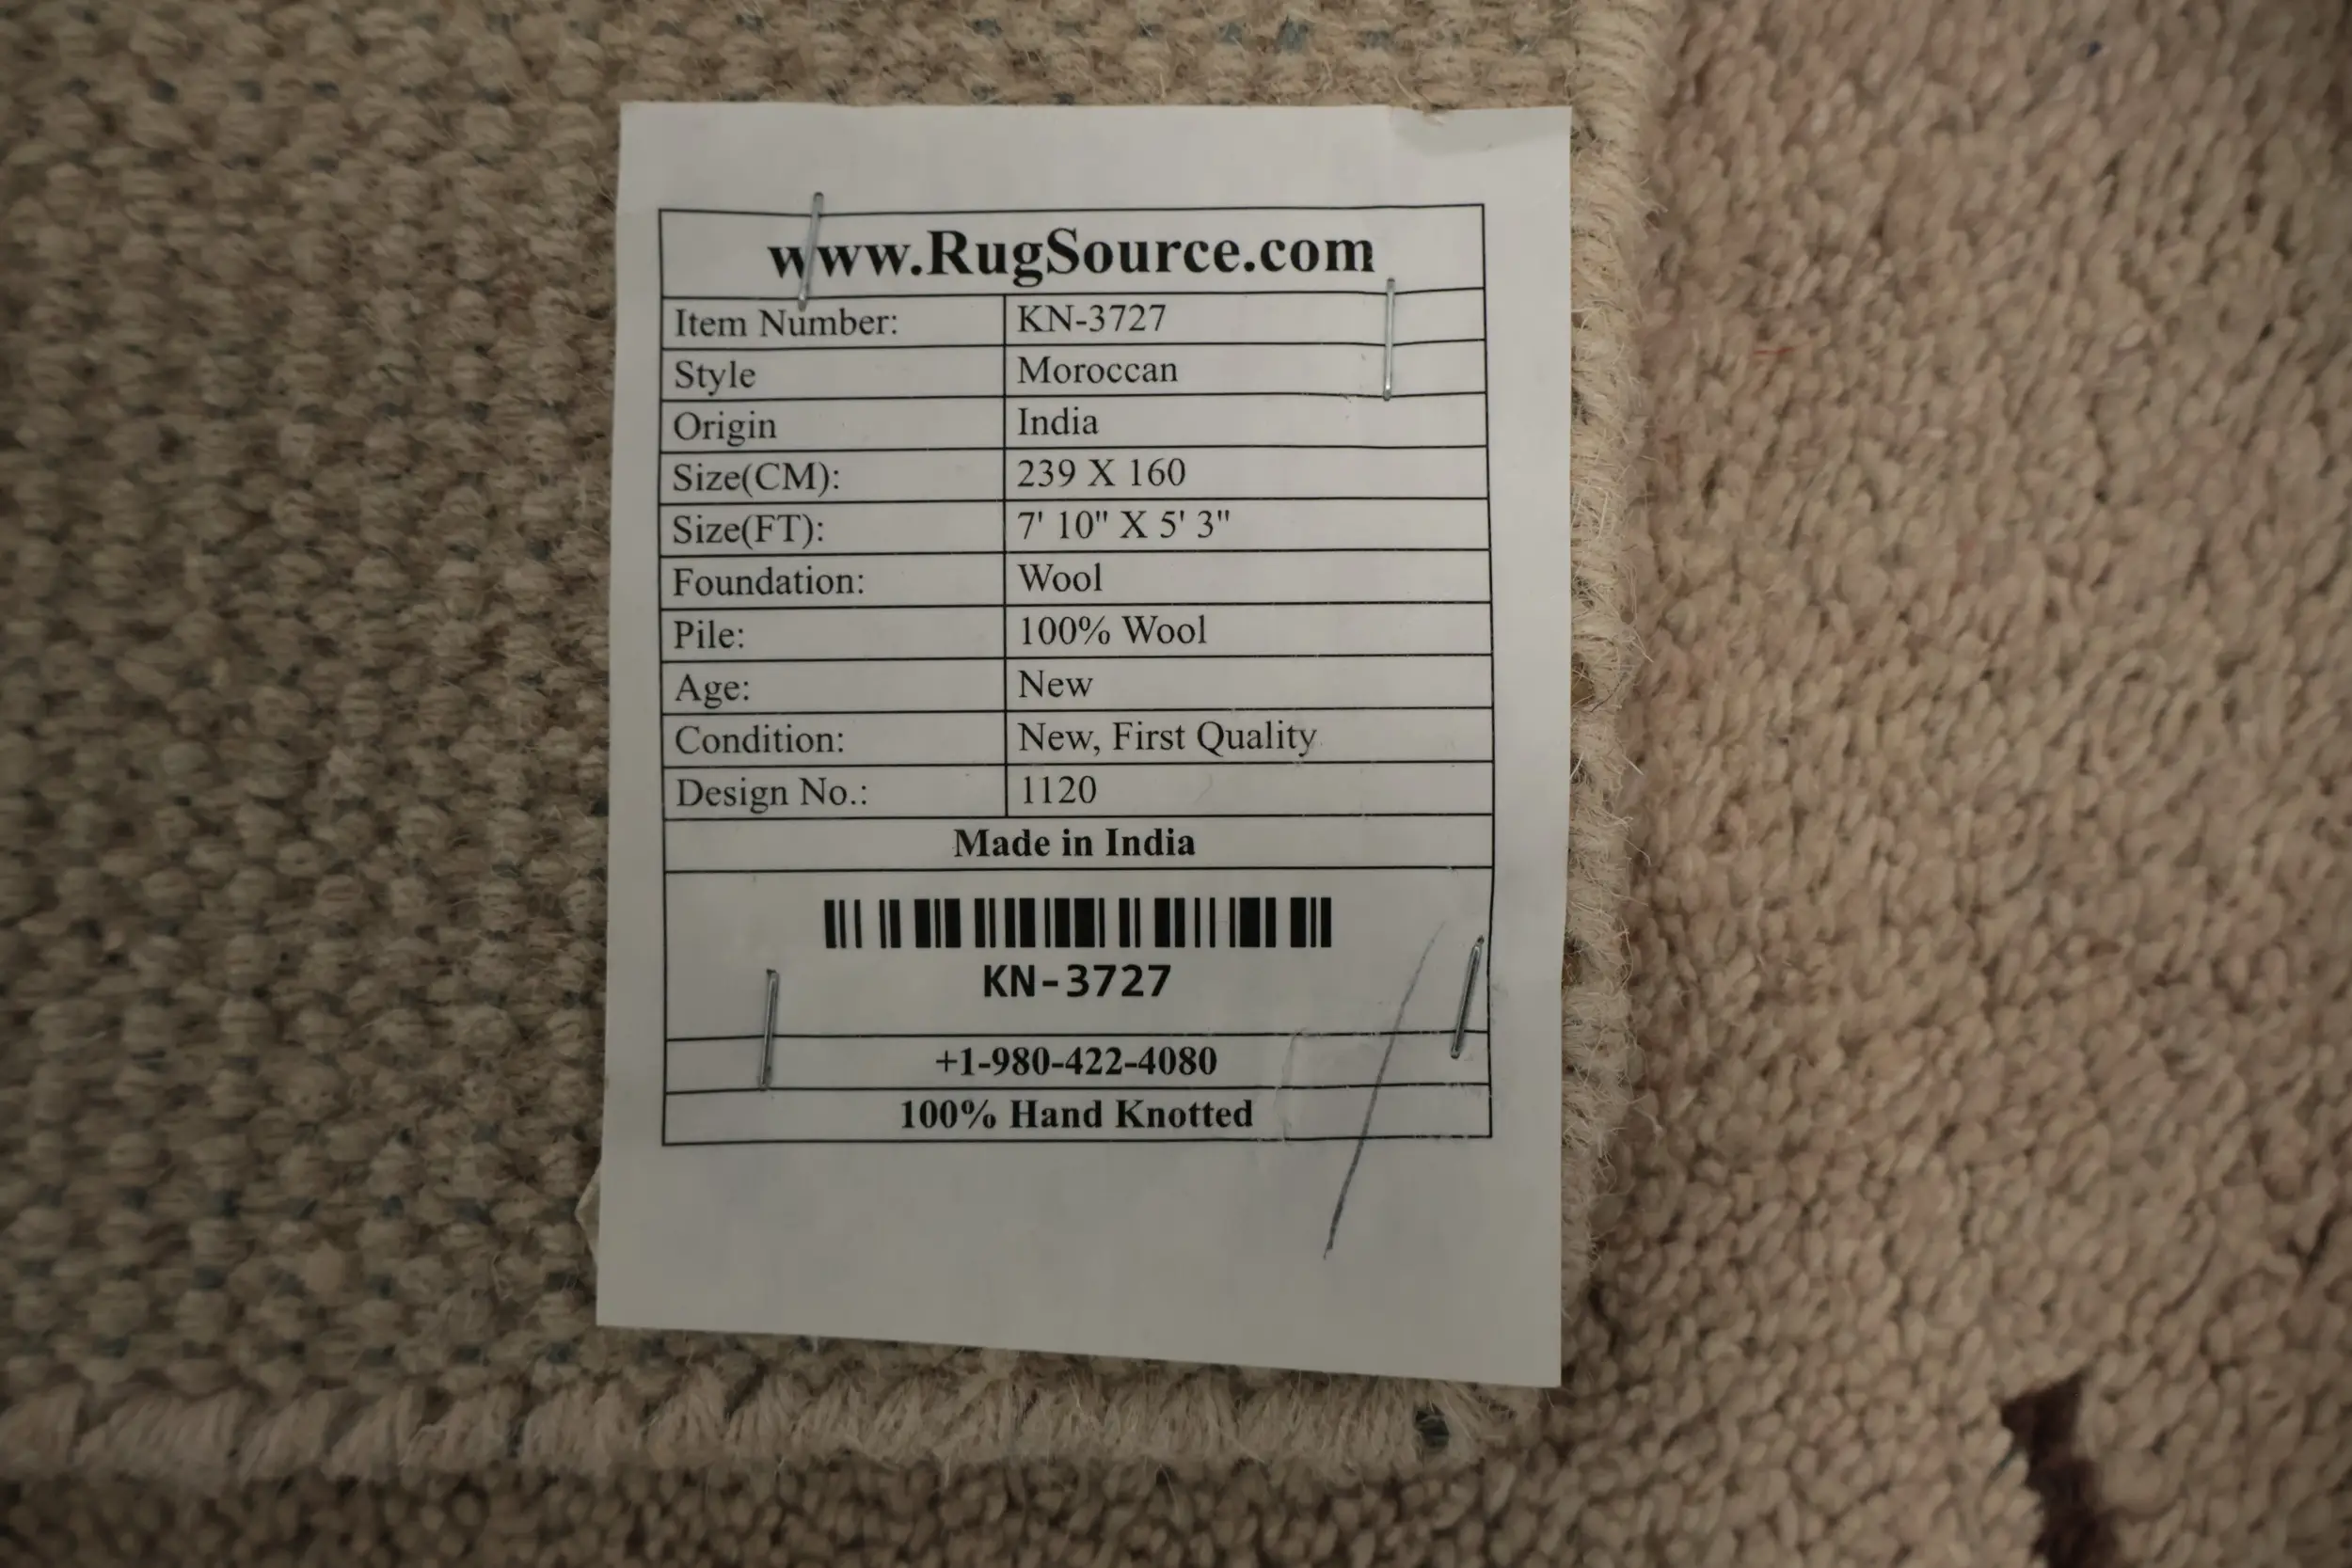 www.RugSource.com
Item Number: KN-3727
Style Moroccan
Origin India
Size(CM): 239 X 160
Size(FT): 7' 10" X 5' 3"
Foundation: Wool
Pile: 100% Wool
Age: New
Condition: New, First Quality
Design No.: 1120
Made in India
KN-3727
+1-980-422-4080
100% Hand Knotted